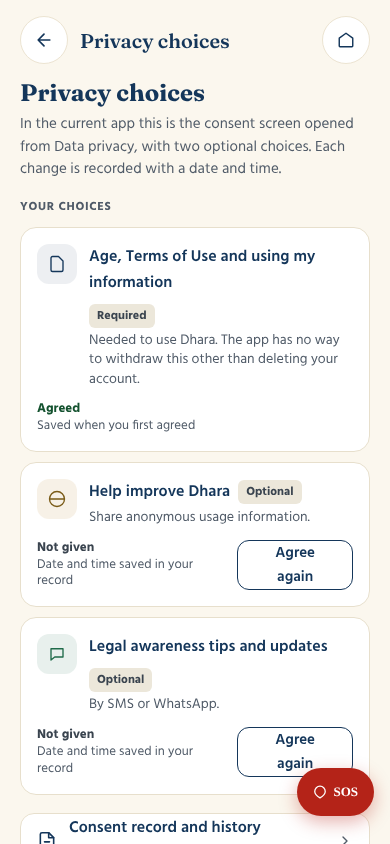 Privacy choices
Privacy choices
In the current app this is the consent screen opened
from Data privacy, with two optional choices. Each
change is recorded with a date and time.
YOUR CHOICES
Age, Terms of Use and using my
information
Required
Needed to use Dhara. The app has no way
to withdraw this other than deleting your
account.
Agreed
Saved when you first agreed
Help improve Dhara Optional
Share anonymous usage information.
Not given
Date and time saved in your
record
Agree
again
Legal awareness tips and updates
Optional
By SMS or WhatsApp.
Not given
Date and time saved in your
record
Agree
again
SOS
Consent record and history